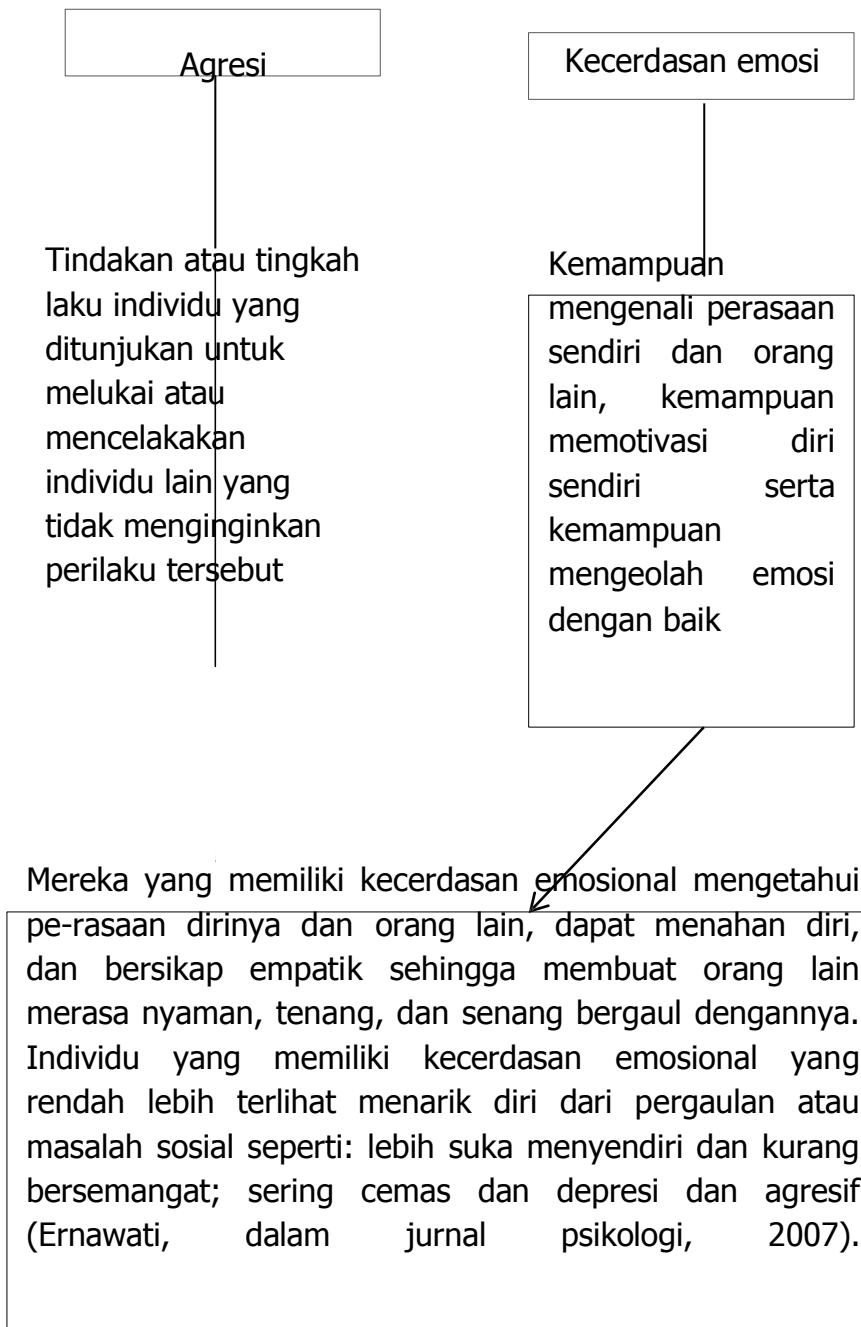 Agresi
Kecerdasan emosi
Tindakan atau tingkah
laku individu yang
ditunjukan untuk
melukai atau
mencelakakan
individu lain yang
tidak menginginkan
perilaku tersebut
Kemampuan
mengenali perasaan
sendiri dan orang
lain, kemampuan
memotivasi diri
sendiri serta
kemampuan
mengeolah emosi
dengan baik
Mereka yang memiliki kecerdasan emosional mengetahui
pe-rasaan dirinya dan orang lain, dapat menahan diri,
dan bersikap empatik sehingga membuat orang lain
merasa nyaman, tenang, dan senang bergaul dengannya.
Individu yang memiliki kecerdasan emosional yang
rendah lebih terlihat menarik diri dari pergaulan atau
masalah sosial seperti: lebih suka menyendiri dan kurang
bersemangat; sering cemas dan depresi dan agresif
(Ernawati, dalam jurnal psikologi, 2007).